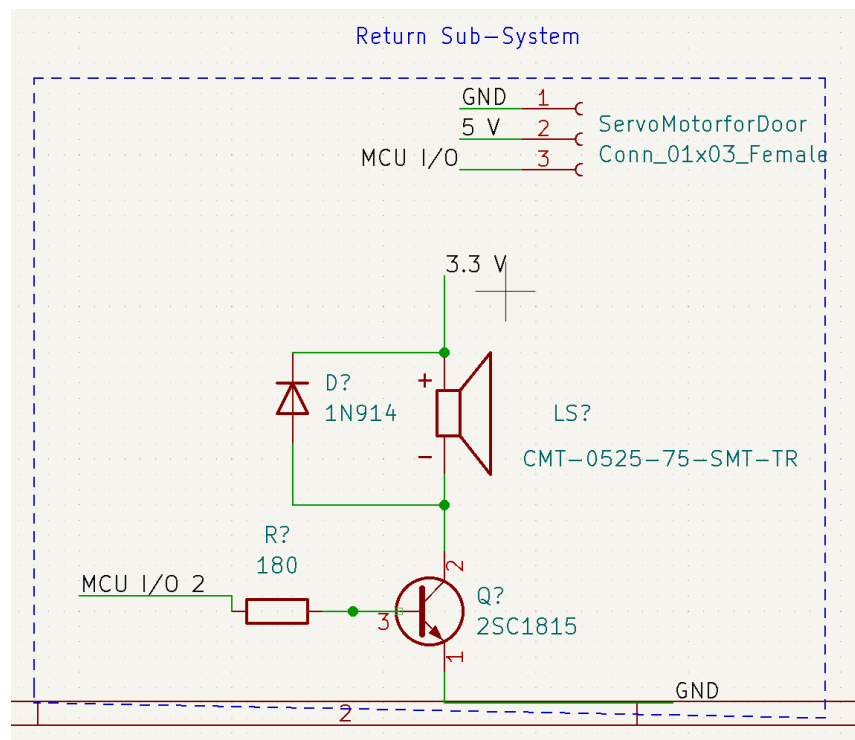 Return Sub-System
GND 1
5 V 2
MCU I/O 3
ServoMotorforDoor
Conn_01x03_Female
3.3 V
+
D?
1N914
LS?
−
CMT-0525-75-SMT-TR
R?
180
2
MCU I/O 2
3
Q?
2SC1815
1
GND
2